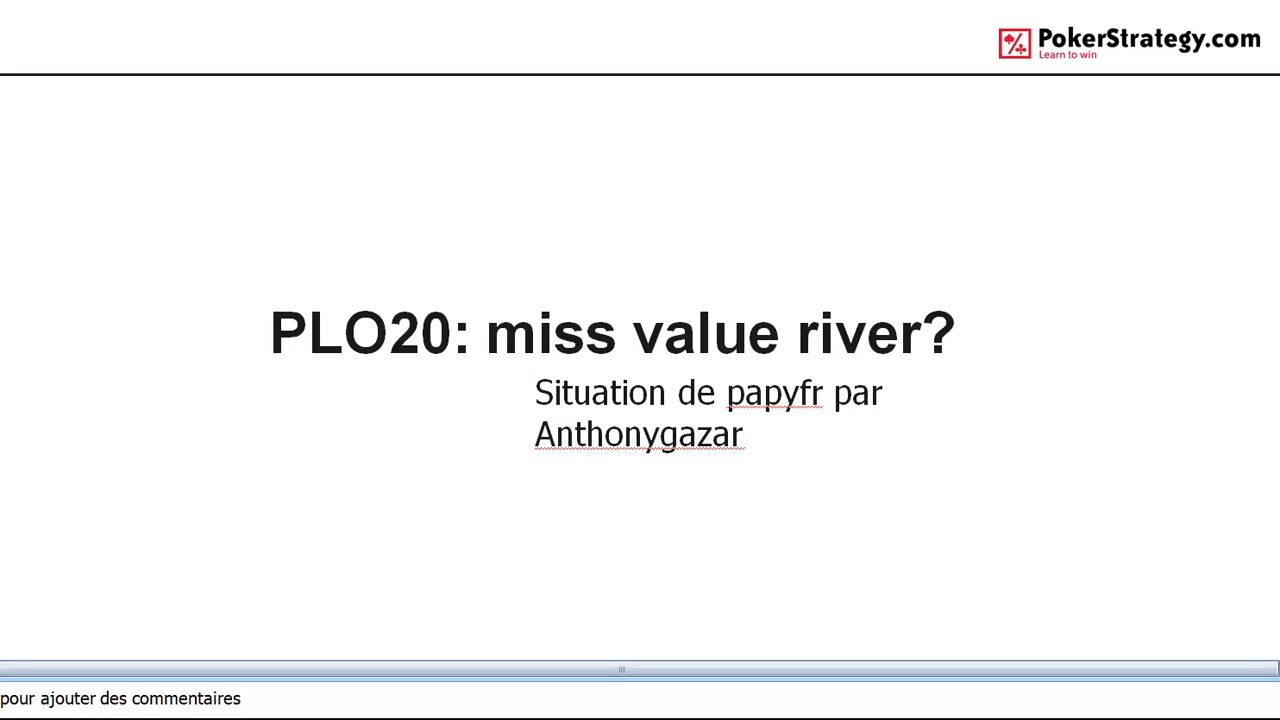 PokerStrategy.com
Learn to win
PLO20: miss value river?
Situation de papyfr par
Anthonygazar
pour ajouter des commentaires